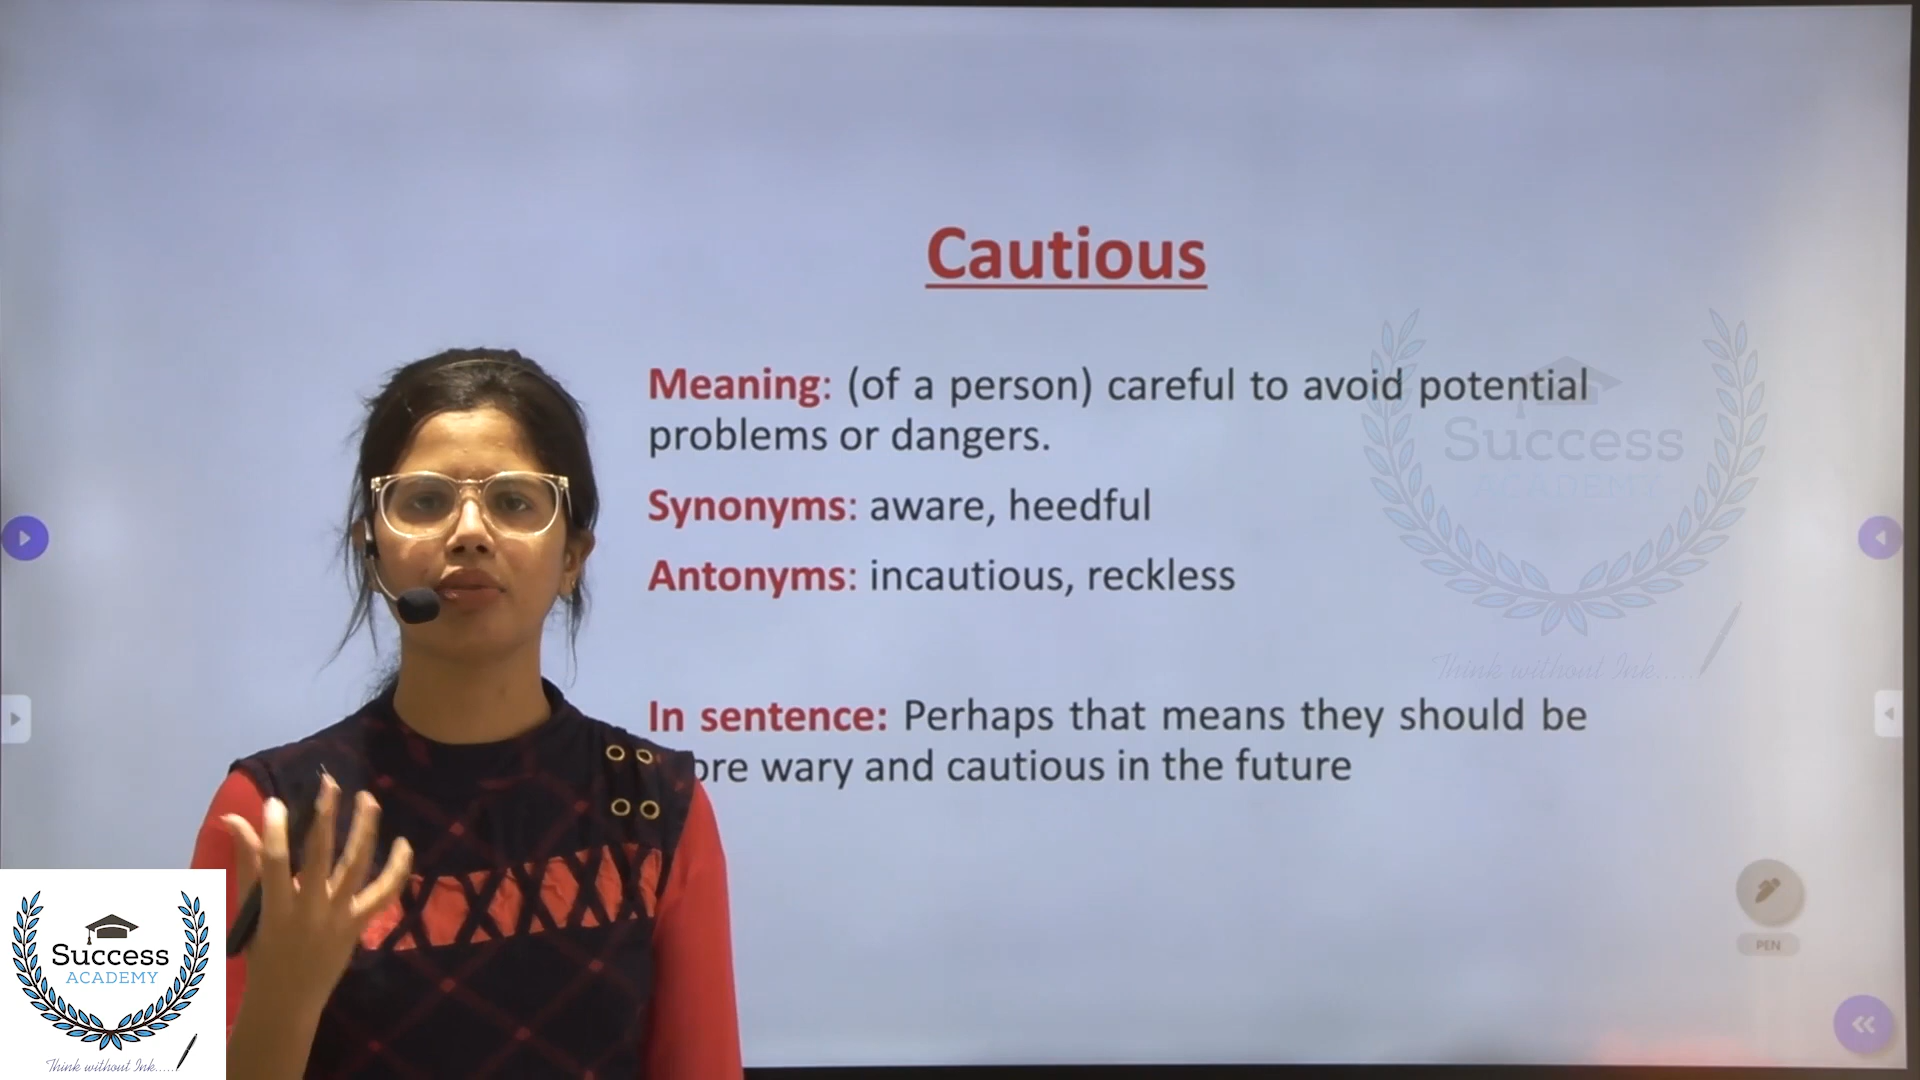 Cautious
Meaning: (of a person) careful to avoid potential
problems or dangers.
Synonyms: aware, heedful
Antonyms: incautious, reckless
Success
ACADEMY
Think without Ink.....
In sentence: Perhaps that means they should be
ore wary and cautious in the future
PEN
Success
ACADEMY
Think without Ink.....